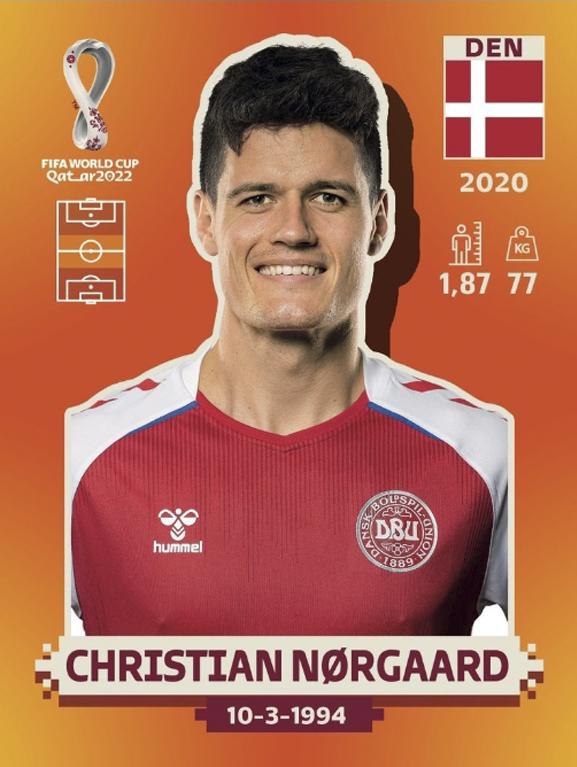 DEN
FIFA WORLD CUP
Qatar2022
2020
KG
1,87 77
hummel
DANSK BOLDSPIL-UNION
DBU
1889
CHRISTIAN NØRGAARD
10-3-1994